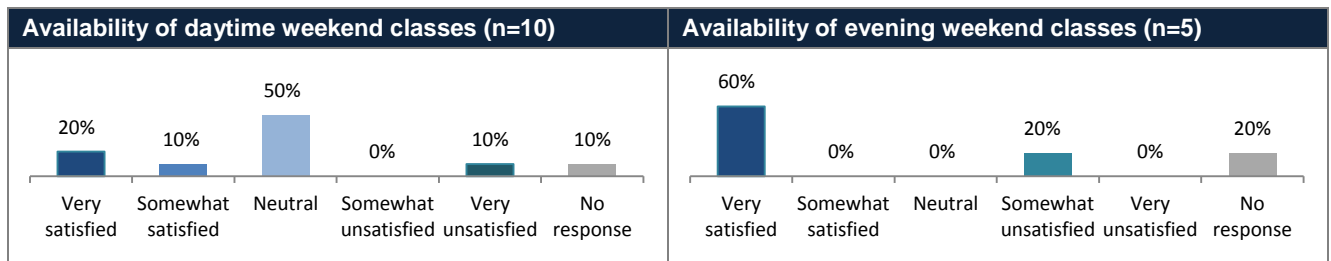 Availability of daytime weekend classes (n=10)
20%
10%
50%
0%
10%
10%
Very satisfied
Somewhat satisfied
Neutral
Somewhat unsatisfied
Very unsatisfied
No response
Availability of evening weekend classes (n=5)
60%
0%
0%
20%
0%
20%
Very satisfied
Somewhat satisfied
Neutral
Somewhat unsatisfied
Very unsatisfied
No response